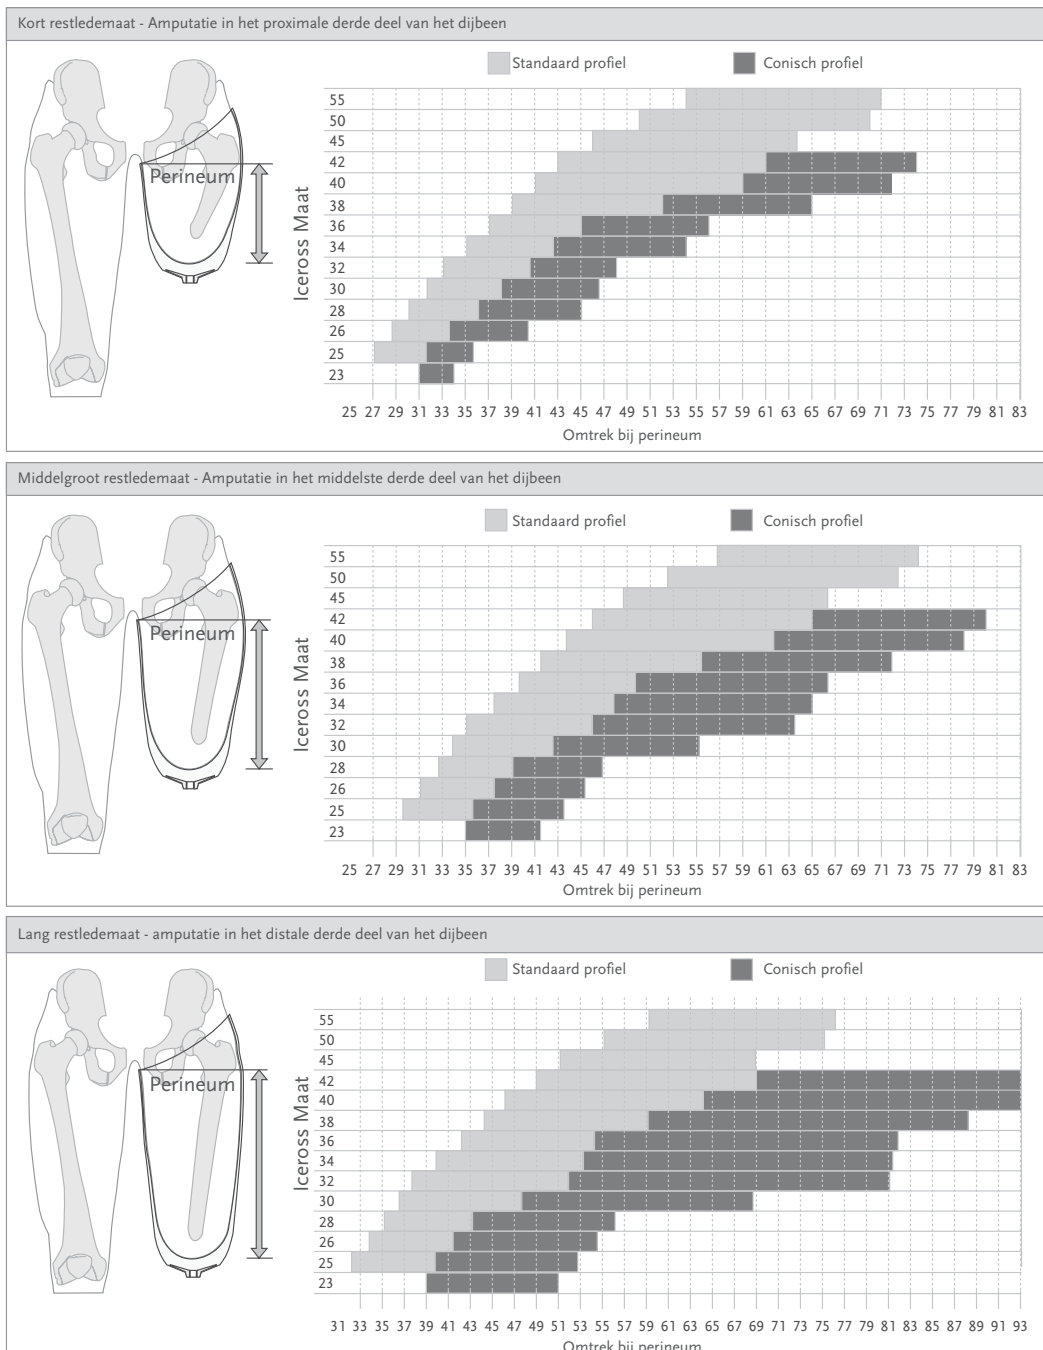 Kort restledemaat - Amputatie in het proximale derde deel van het dijbeen
Standaard profiel
Conisch profiel
Perineum
Iceross Maat
55
50
45
42
40
38
36
34
32
30
28
26
25
23
25 27 29 31 33 35 37 39 41 43 45 47 49 51 53 55 57 59 61 63 65 67 69 71 73 75 77 79 81 83
Omtrek bij perineum
Middelgroot restledemaat - Amputatie in het middelste derde deel van het dijbeen
Standaard profiel
Conisch profiel
Perineum
Iceross Maat
55
50
45
42
40
38
36
34
32
30
28
26
25
23
25 27 29 31 33 35 37 39 41 43 45 47 49 51 53 55 57 59 61 63 65 67 69 71 73 75 77 79 81 83
Omtrek bij perineum
Lang restledemaat - amputatie in het distale derde deel van het dijbeen
Standaard profiel
Conisch profiel
Perineum
Iceross Maat
55
50
45
42
40
38
36
34
32
30
28
26
25
23
31 33 35 37 39 41 43 45 47 49 51 53 55 57 59 61 63 65 67 69 71 73 75 77 79 81 83 85 87 89 91 93
Omtrek bij perineum